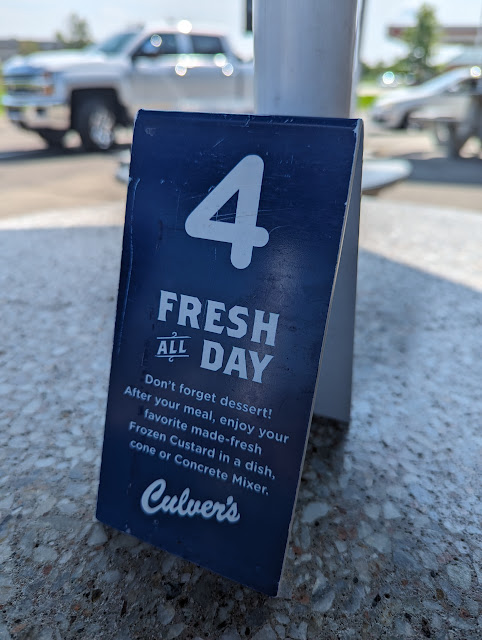 4
FRESH
ALL DAY
Don't forget dessert!
After your meal, enjoy your
favorite made-fresh
Frozen Custard in a dish,
cone or Concrete Mixer.
Culver's